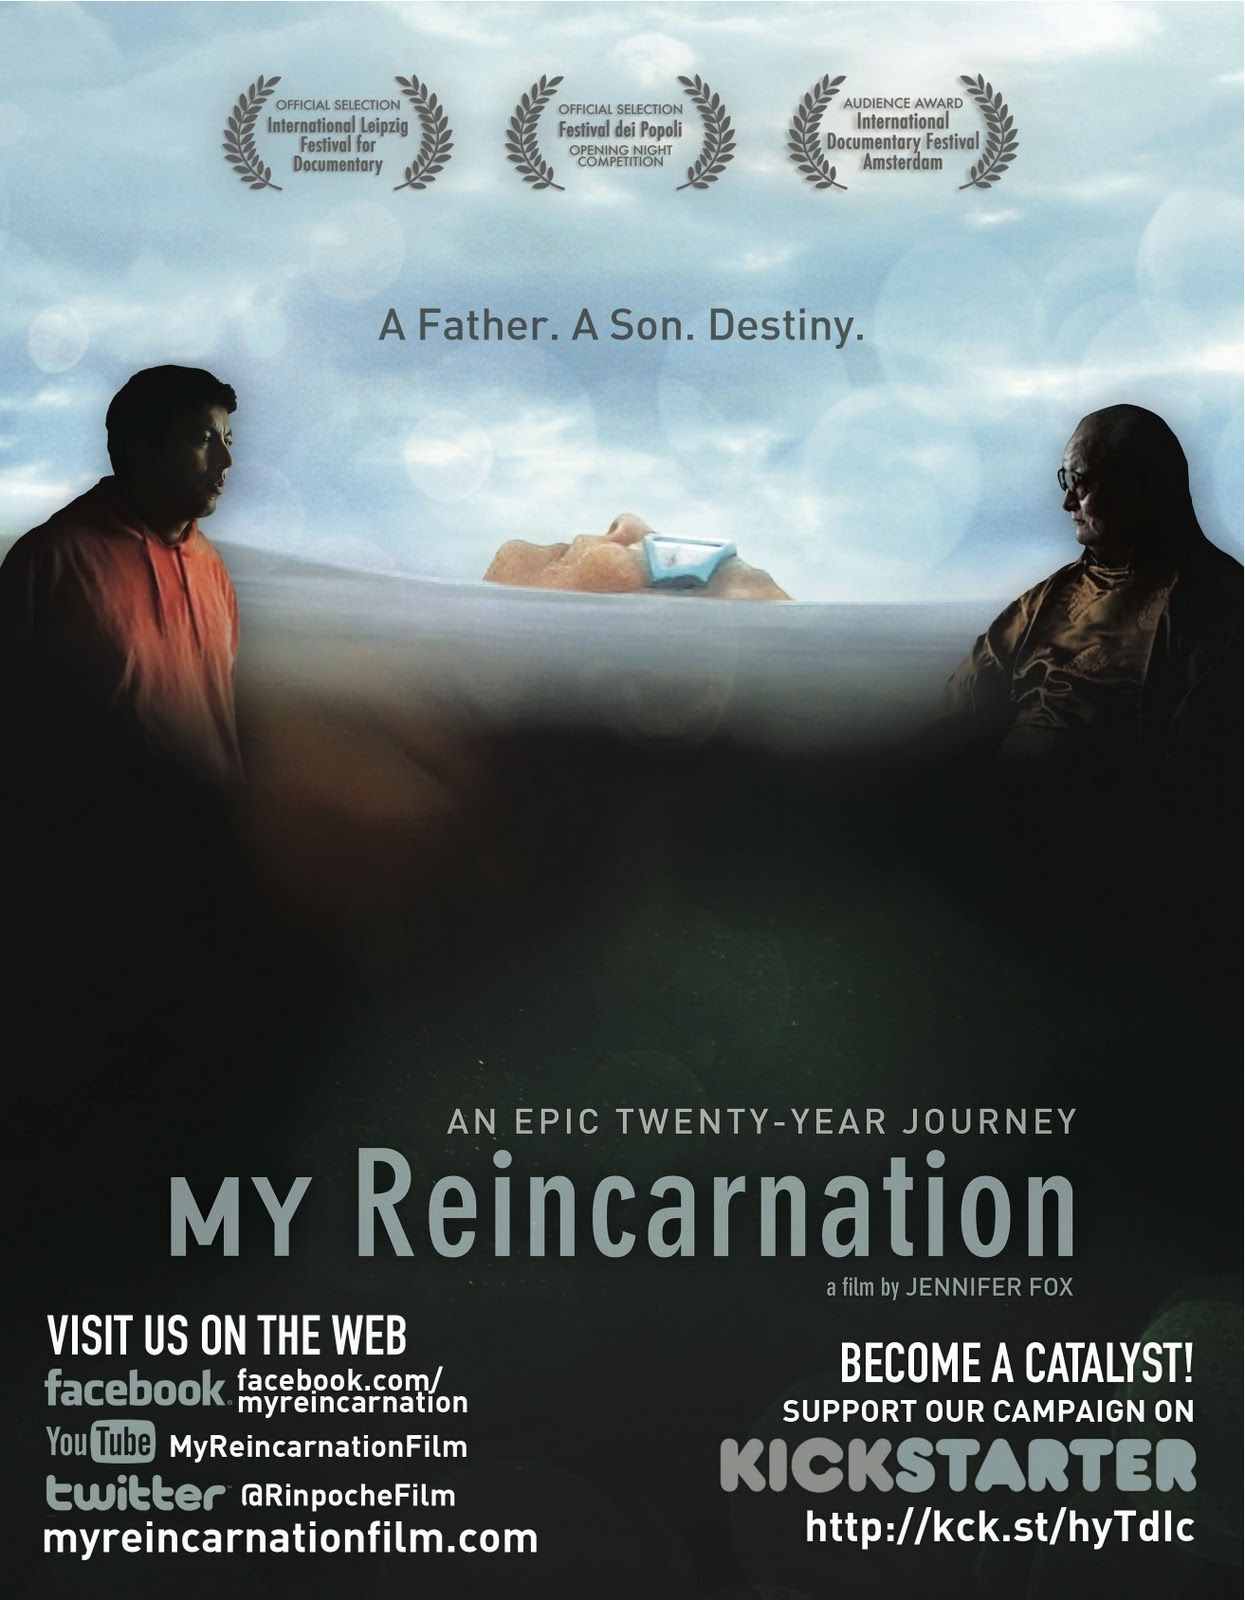 OFFICIAL SELECTION
International Leipzig
Festival for
Documentary
OFFICIAL SELECTION
Festival dei Popoli
OPENING NIGHT
COMPETITION
AUDIENCE AWARD
International
Documentary Festival
Amsterdam
A Father. A Son. Destiny.
AN EPIC TWENTY-YEAR JOURNEY
MY Reincarnation
a film by JENNIFER FOX
VISIT US ON THE WEB
facebook facebook.com/
myreincarnation
YouTube MyReincarnationFilm
twitter @RinpocheFilm
myreincarnationfilm.com
BECOME A CATALYST!
SUPPORT OUR CAMPAIGN ON
KICKSTARTER
http://kck.st/hyTdIc